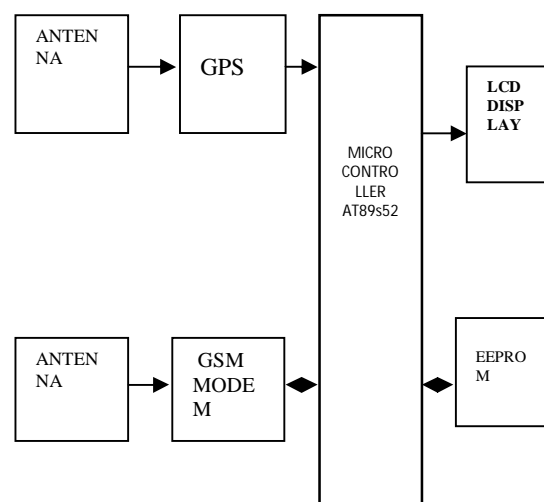 ANTEN
NA
GPS
LCD
DISP
LAY
MICRO
CONTRO
LLER
AT89s52
ANTEN
NA
GSM
MODE
M
EEPRO
M